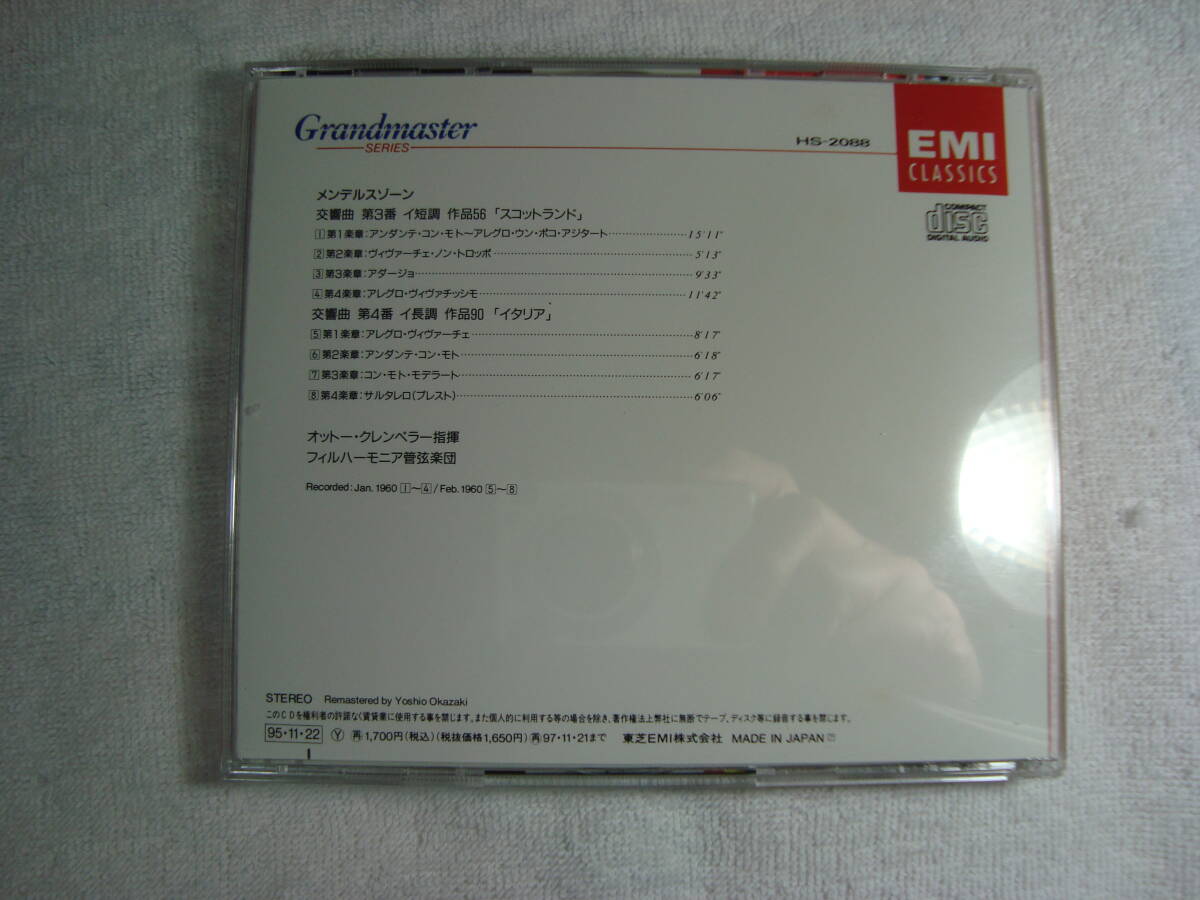 Grandmaster
SERIES
HS-2088
EMI
CLASSICS
COMPACT
disc
DIGITAL AUDIO
メンデルスゾーン
交響曲 第3番 イ短調 作品56 「スコットランド」
1 第1楽章:アンダンテ・コン・モト〜アレグロ・ウン・ポコ・アジタート 15'11"
2 第2楽章:ヴィヴァーチェ・ノン・トロッポ 5'13"
3 第3楽章:アダージョ 9'33"
4 第4楽章:アレグロ・ヴィヴァチッシモ 11'42"
交響曲 第4番 イ長調 作品90 「イタリア」
5 第1楽章:アレグロ・ヴィヴァーチェ 8'17"
6 第2楽章:アンダンテ・コン・モト 6'18"
7 第3楽章:コン・モト・モデラート 6'17"
8 第4楽章:サルタレロ(プレスト) 6'06"
オットー・クレンペラー指揮
フィルハーモニア管弦楽団
Recorded: Jan. 1960 1〜4 / Feb. 1960 5〜8
STEREO Remastered by Yoshio Okazaki
このCDを権利者の許諾なく賃貸業に使用する事を禁じます。また個人的に利用する等の場合を除き、著作権法上弊社に無断でテープ、ディスク等に録音する事を禁じます。
95・11・22 Ⓨ 再 1,700円(税込)(税抜価格1,650円) 再 97・11・21まで 東芝EMI株式会社 MADE IN JAPAN